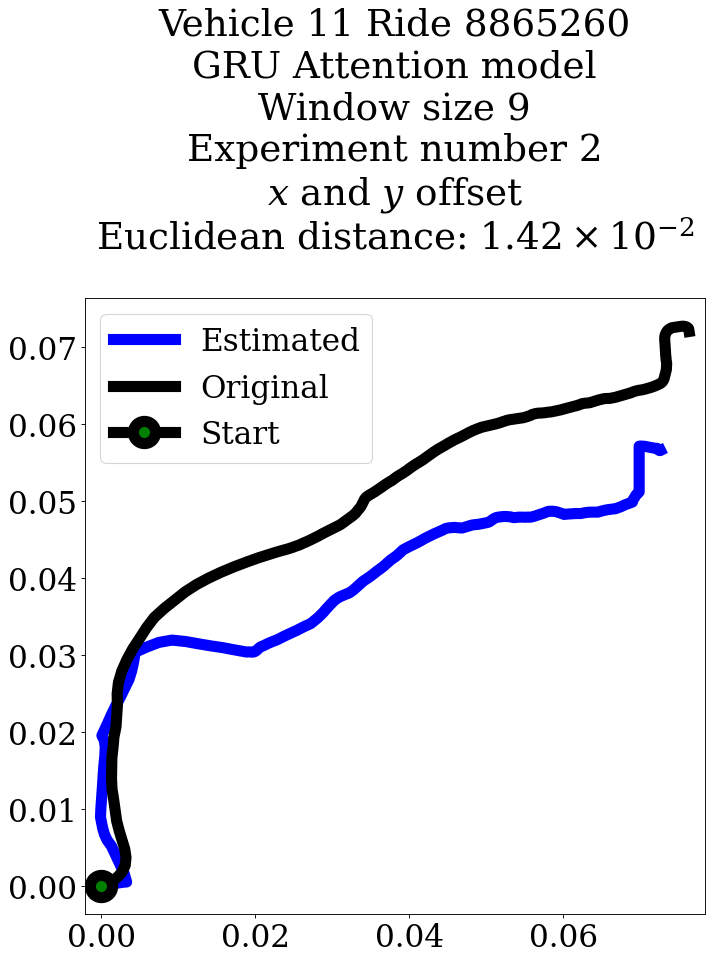 Vehicle 11 Ride 8865260
GRU Attention model
Window size 9
Experiment number 2
x and y offset
Euclidean distance: 1.42 × 10⁻²
Estimated
Original
Start
0.07
0.06
0.05
0.04
0.03
0.02
0.01
0.00
0.00 0.02 0.04 0.06